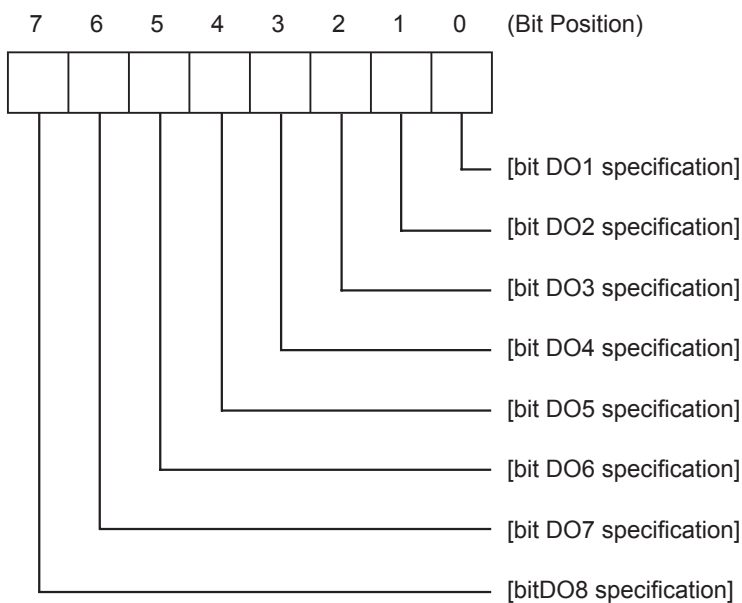 7 6 5 4 3 2 1 0 (Bit Position)
[bit DO1 specification]
[bit DO2 specification]
[bit DO3 specification]
[bit DO4 specification]
[bit DO5 specification]
[bit DO6 specification]
[bit DO7 specification]
[bitDO8 specification]